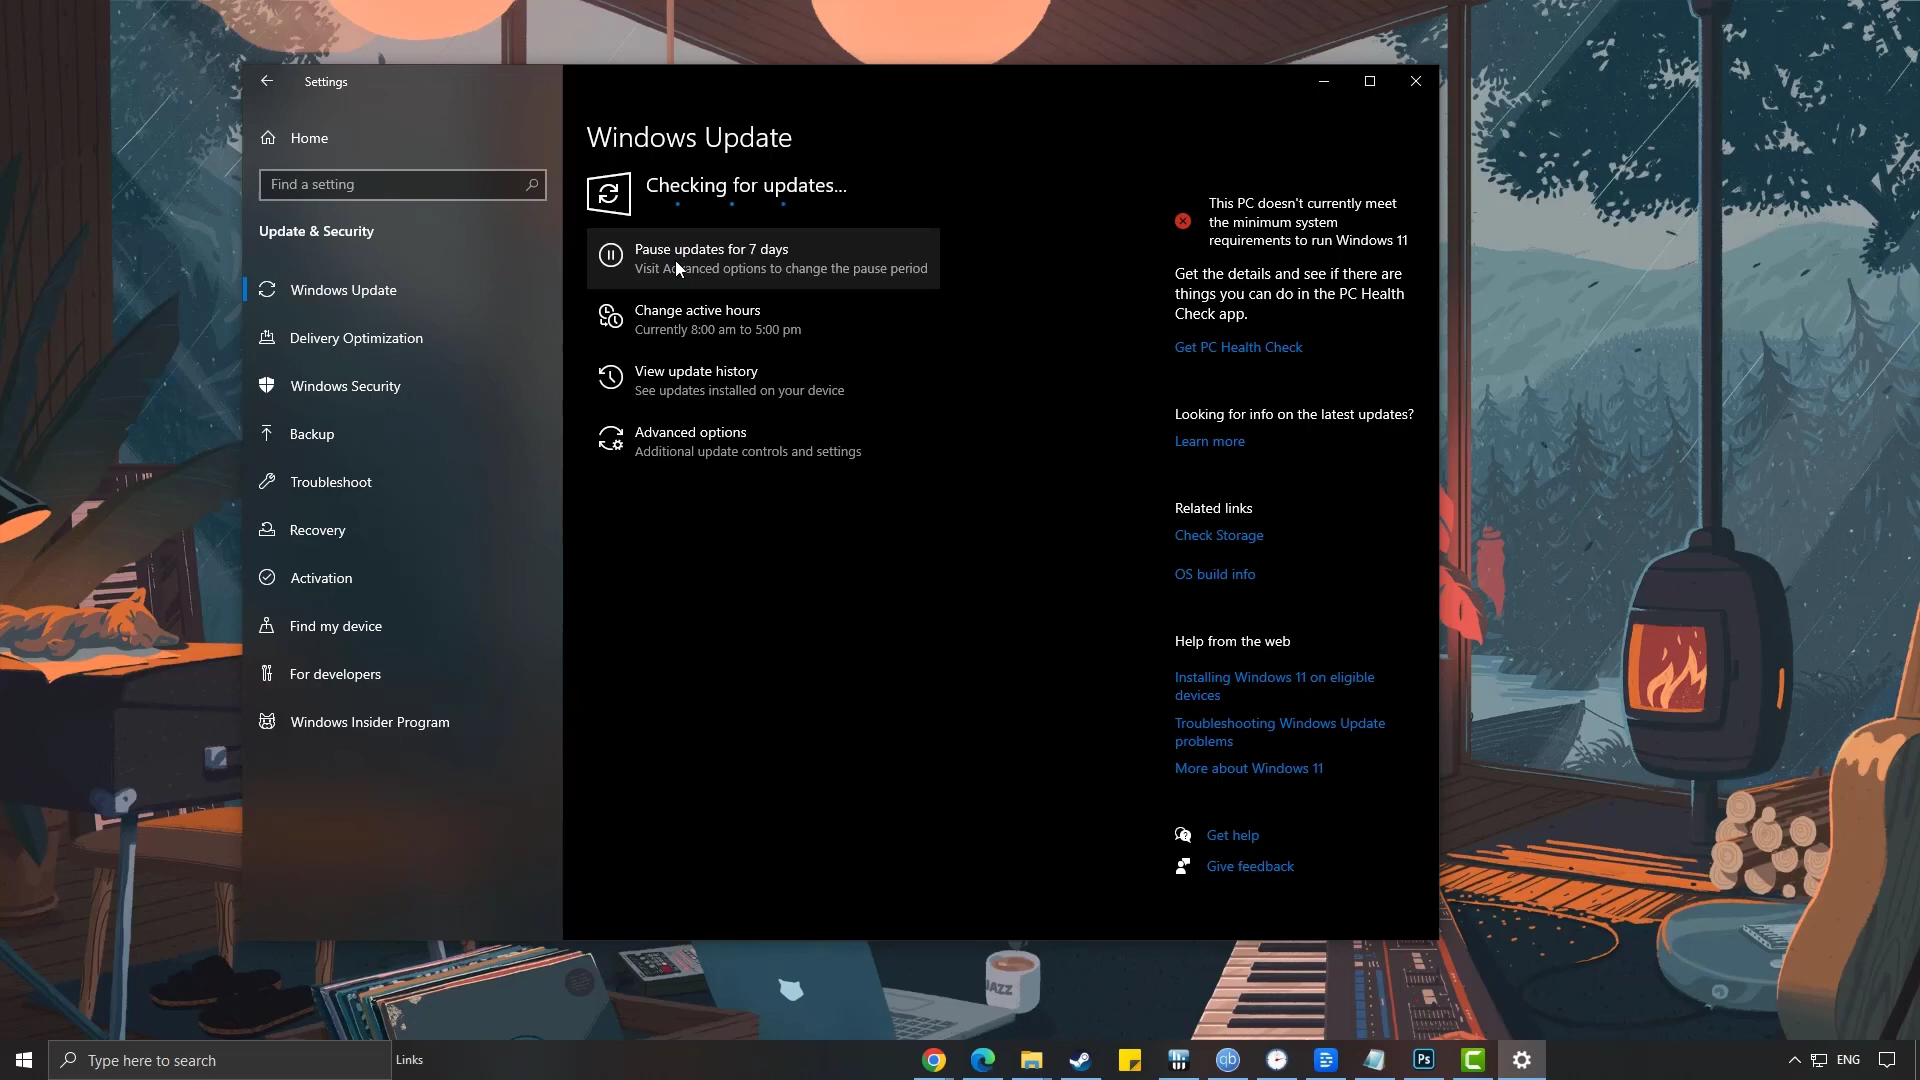 Settings
Home
Find a setting
Update & Security
Windows Update
Delivery Optimization
Windows Security
Backup
Troubleshoot
Recovery
Activation
Find my device
For developers
Windows Insider Program
Windows Update
Checking for updates...
Pause updates for 7 days
Visit Advanced options to change the pause period
Change active hours
Currently 8:00 am to 5:00 pm
View update history
See updates installed on your device
Advanced options
Additional update controls and settings
This PC doesn't currently meet
the minimum system
requirements to run Windows 11
Get the details and see if there are
things you can do in the PC Health
Check app.
Get PC Health Check
Looking for info on the latest updates?
Learn more
Related links
Check Storage
OS build info
Help from the web
Installing Windows 11 on eligible
devices
Troubleshooting Windows Update
problems
More about Windows 11
Get help
Give feedback
JAZZ
Type here to search
Links
qb
Ps
ENG